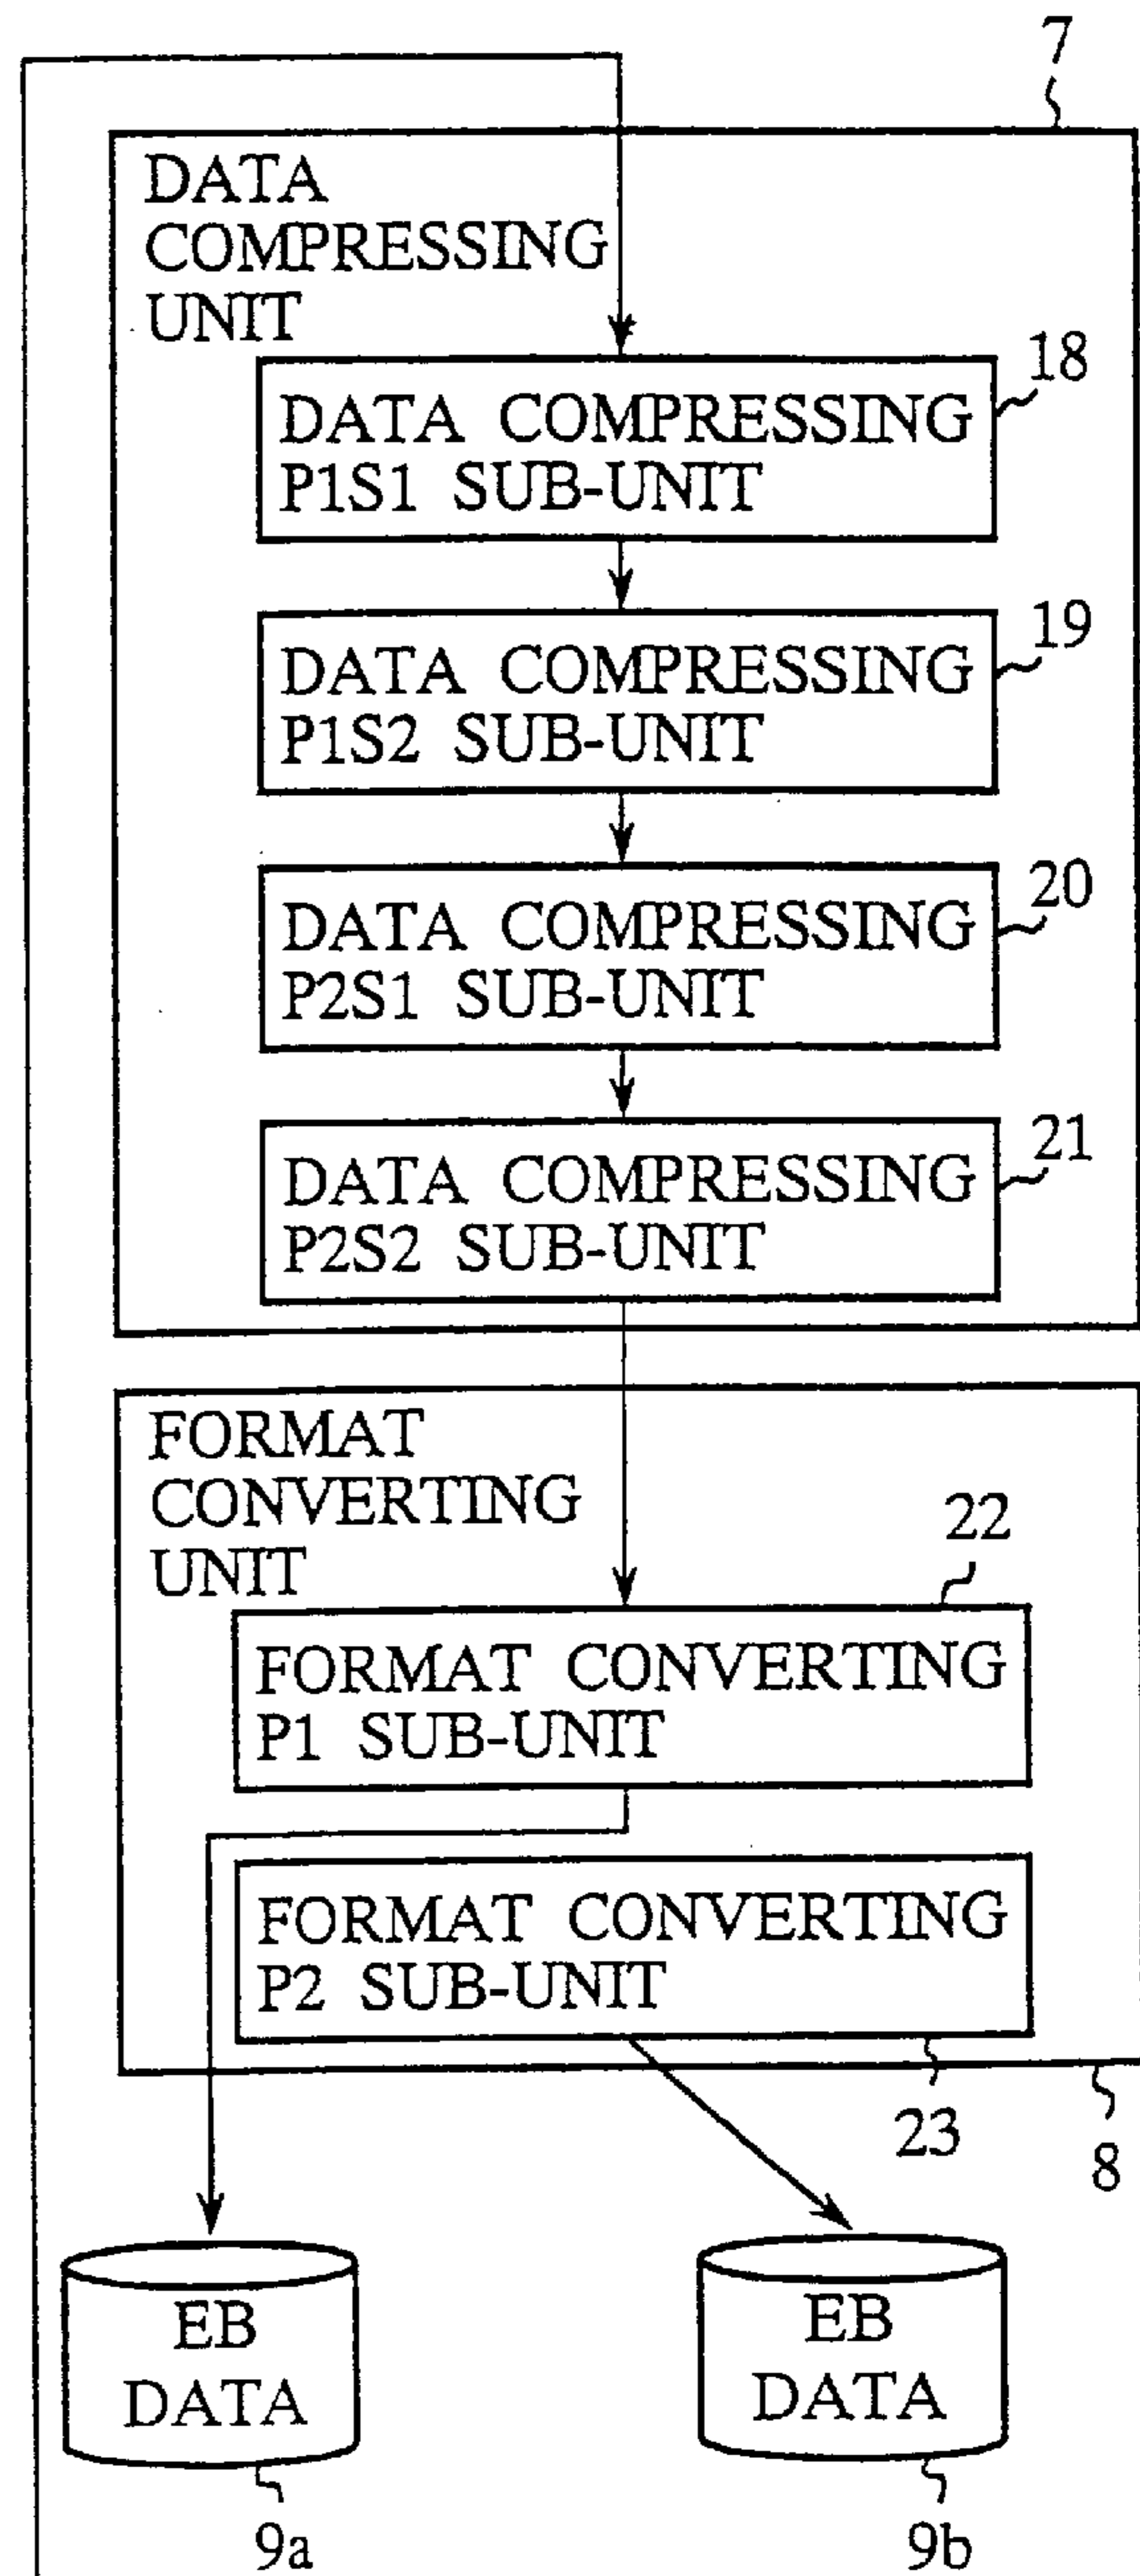 7
DATA
COMPRESSING
UNIT
18
DATA COMPRESSING
P1S1 SUB-UNIT
19
DATA COMPRESSING
P1S2 SUB-UNIT
20
DATA COMPRESSING
P2S1 SUB-UNIT
21
DATA COMPRESSING
P2S2 SUB-UNIT
FORMAT
CONVERTING
UNIT
22
FORMAT CONVERTING
P1 SUB-UNIT
FORMAT CONVERTING
P2 SUB-UNIT
23
8
EB
DATA
EB
DATA
9a
9b